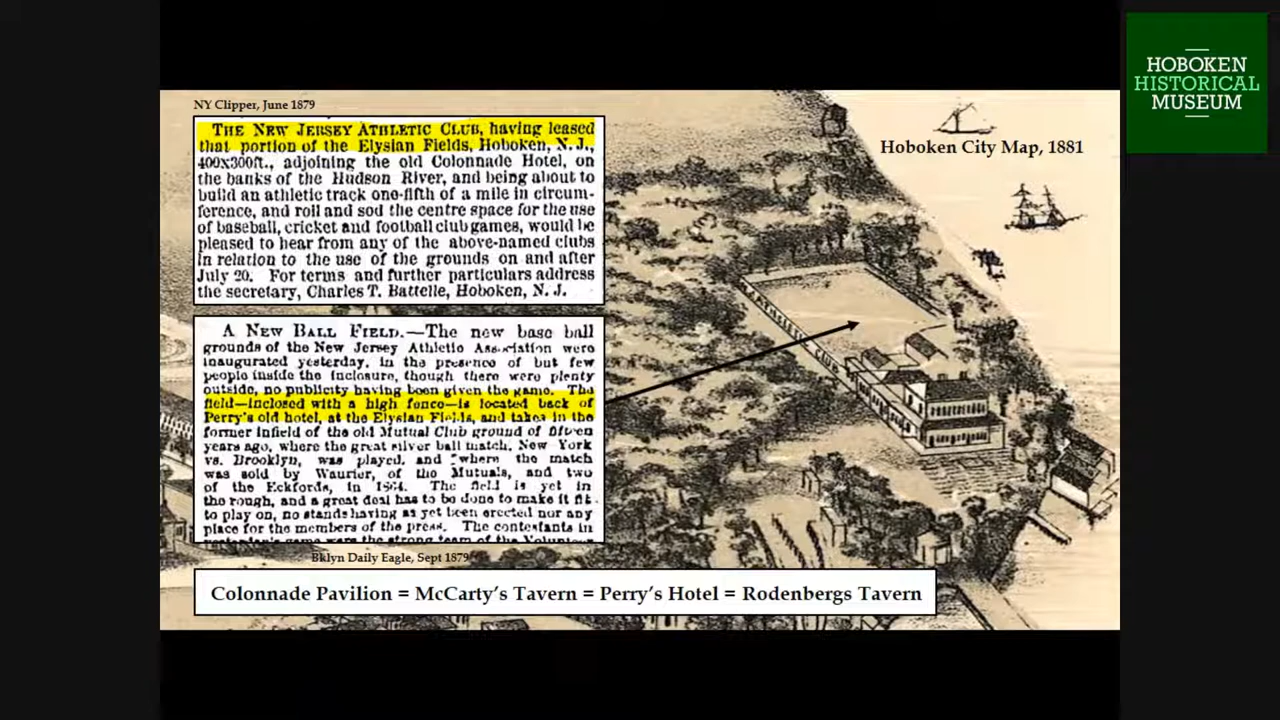 HOBOKEN
HISTORICAL
MUSEUM
NY Clipper, June 1879
THE NEW JERSEY ATHLETIC CLUB, having leased
that portion of the Elysian Fields, Hoboken, N. J.,
400x300ft., adjoining the old Colonnade Hotel, on
the banks of the Hudson River, and being about to
build an athletic track one-fifth of a mile in circum-
ference, and roll and sod the centre space for the use
of baseball, cricket and football club games, would be
pleased to hear from any of the above-named clubs
in relation to the use of the grounds on and after
July 20. For terms and further particulars address
the secretary, Charles T. Battelle, Hoboken, N. J.
Hoboken City Map, 1881
A NEW BALL FIELD.—The new base ball
grounds of the New Jersey Athletic Association were
inaugurated yesterday, in the presence of but few
people inside the inclosure, though there were plenty
outside, no publicity having been given the game. The
field—inclosed with a high fence—is located back of
Perry's old hotel, at the Elysian Fields, and takes in the
former infield of the old Mutual Club ground of fifteen
years ago, where the great silver ball match, New York
vs. Brooklyn, was played, and where the match
was sold by of the Mutuals, and two
of the Eckfords, in The field is yet in
the rough, and a great deal has to be done to make it fit
to play on, no stands having as yet been erected nor any
place for the members of the press. The contestants in
game were the strong team of the
ATHLETIC CLUB
Bklyn Daily Eagle, Sept 1879
Colonnade Pavilion = McCarty's Tavern = Perry's Hotel = Rodenbergs Tavern